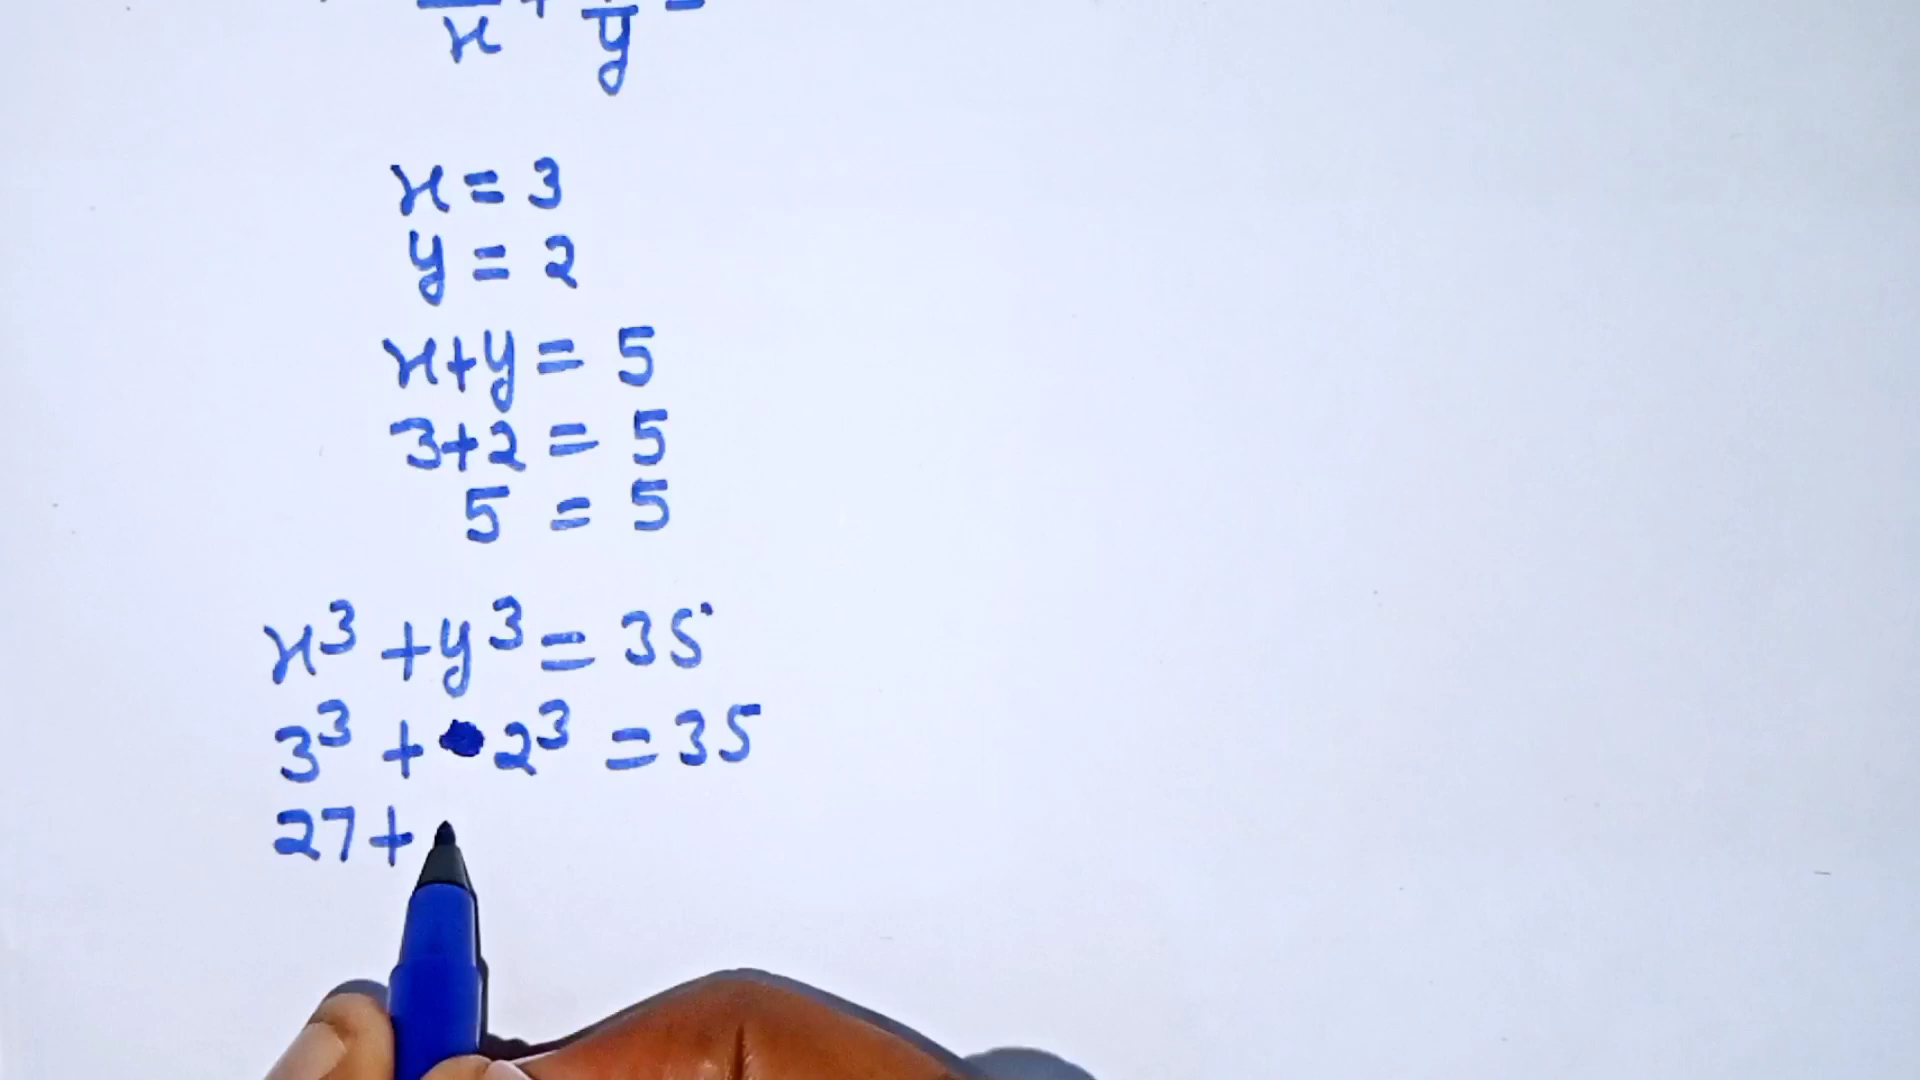 x + y =
x = 3
y = 2
x+y = 5
3+2 = 5
5 = 5
x³ + y³ = 35
3³ + 2³ = 35
27+